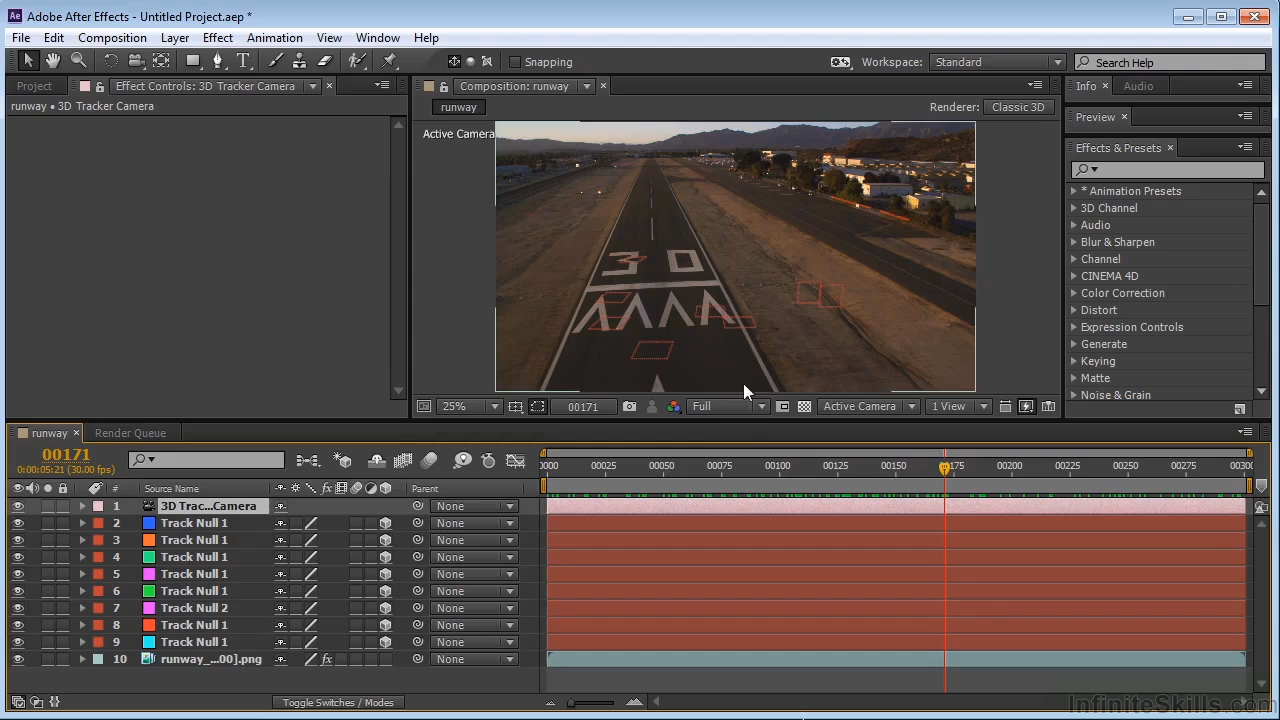 Adobe After Effects - Untitled Project.aep *
File Edit Composition Layer Effect Animation View Window Help
Snapping
Workspace: Standard
Search Help
Project
Effect Controls: 3D Tracker Camera
Composition: runway
Info
Audio
runway • 3D Tracker Camera
runway
Renderer: Classic 3D
Preview
Active Camera
Effects & Presets
* Animation Presets
3D Channel
Audio
Blur & Sharpen
Channel
CINEMA 4D
Color Correction
Distort
Expression Controls
Generate
Keying
Matte
Noise & Grain
30
25%
00171
Full
Active Camera
1 View
runway
Render Queue
00171
0:00:05:21 (30.00 fps)
0000 00025 00050 00075 00100 00125 00150 00175 00200 00225 00250 00275 00300
# Source Name
Parent
1 3D Trac...Camera None
2 Track Null 1 None
3 Track Null 1 None
4 Track Null 1 None
5 Track Null 1 None
6 Track Null 1 None
7 Track Null 2 None
8 Track Null 1 None
9 Track Null 1 None
10 runway_...00].png None
Toggle Switches / Modes
InfiniteSkills.com